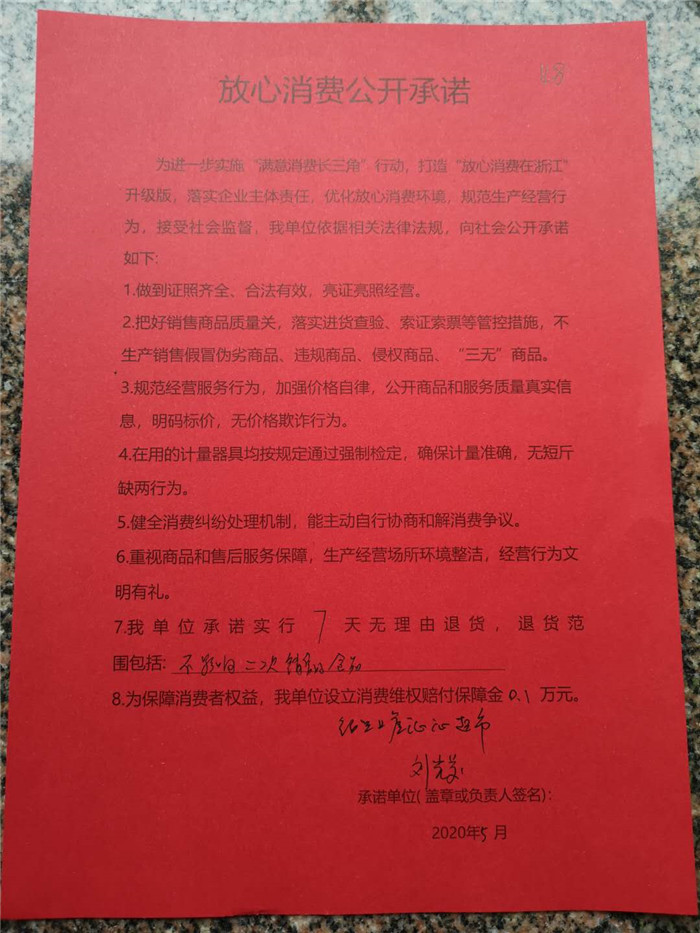 放心消费公开承诺
为进一步实施“满意消费长三角”行动，打造“放心消费在浙江”
升级版，落实企业主体责任，优化放心消费环境，规范生产经营行
为，接受社会监督，我单位依据相关法律法规，向社会公开承诺
如下：
1.做到证照齐全、合法有效，亮证亮照经营。
2.把好销售商品质量关，落实进货查验、索证索票等管控措施，不
生产销售假冒伪劣商品、违规商品、侵权商品、“三无”商品。
3.规范经营服务行为，加强价格自律，公开商品和服务质量真实信
息，明码标价，无价格欺诈行为。
4.在用的计量器具均按规定通过强制检定，确保计量准确，无短斤
缺两行为。
5.健全消费纠纷处理机制，能主动自行协商和解消费争议。
6.重视商品和售后服务保障，生产经营场所环境整洁，经营行为文
明有礼。
7.我单位承诺实行 7 天无理由退货，退货范
围包括：不影响二次销售的食品
8.为保障消费者权益，我单位设立消费维权赔付保障金 0.1 万元。
超市
承诺单位(盖章或负责人签名)：
2020年5月